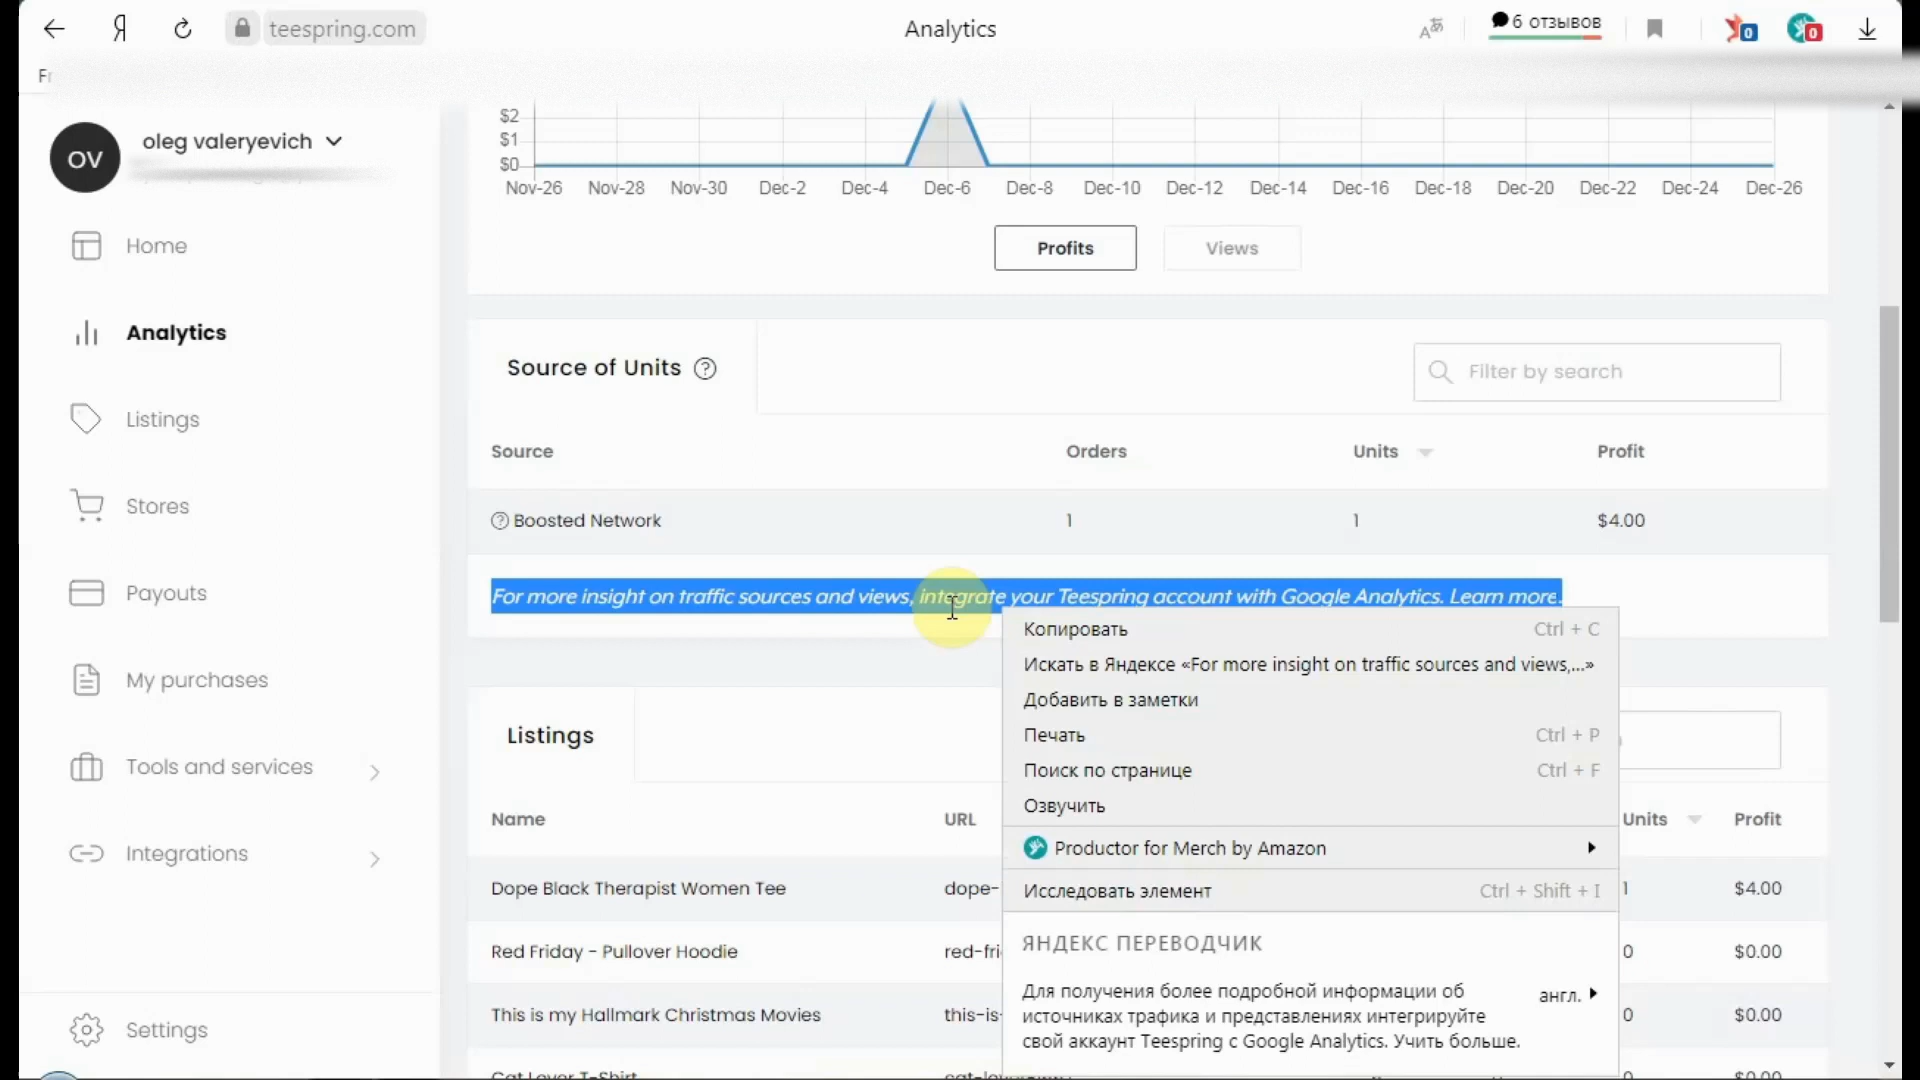 teespring.com
Analytics
6 отзывов
0
0
Fr
OV
oleg valeryevich
Home
Analytics
Listings
Stores
Payouts
My purchases
Tools and services
Integrations
Settings
$2
$1
$0
Nov-26 Nov-28 Nov-30 Dec-2 Dec-4 Dec-6 Dec-8 Dec-10 Dec-12 Dec-14 Dec-16 Dec-18 Dec-20 Dec-22 Dec-24 Dec-26
Profits Views
Source of Units
Filter by search
Source Orders Units Profit
Boosted Network 1 1 $4.00
For more insight on traffic sources and views, integrate your Teespring account with Google Analytics. Learn more.
Listings
Name URL Units Profit
Dope Black Therapist Women Tee dope- 1 $4.00
Red Friday - Pullover Hoodie red-fri 0 $0.00
This is my Hallmark Christmas Movies this-is- 0 $0.00
Cat Lover T-Shirt 0 $0.00
Копировать Ctrl + C
Искать в Яндексе «For more insight on traffic sources and views,...»
Добавить в заметки
Печать Ctrl + P
Поиск по странице Ctrl + F
Озвучить
Productor for Merch by Amazon
Исследовать элемент Ctrl + Shift + I
ЯНДЕКС ПЕРЕВОДЧИК
Для получения более подробной информации об
источниках трафика и представлениях интегрируйте
свой аккаунт Teespring с Google Analytics. Учить больше.
англ.